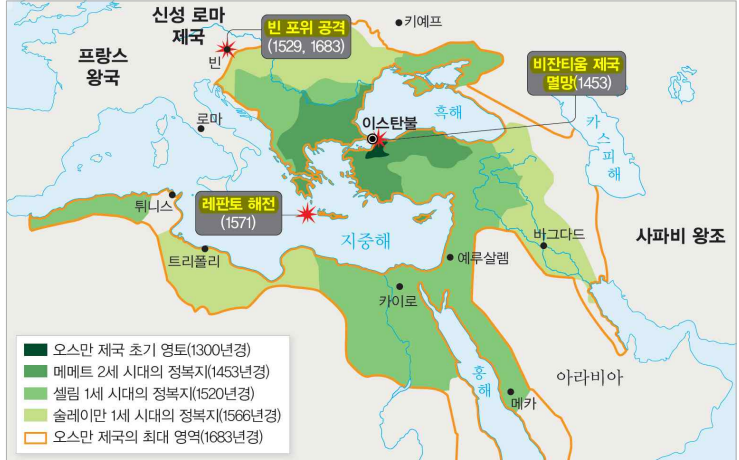 신성 로마
제국
빈 포위 공격
(1529, 1683)
키예프
프랑스
왕국
빈
비잔티움 제국
멸망(1453)
흑해
이스탄불
카
스
피
해
로마
튀니스
레판토 해전
(1571)
지중해
바그다드
사파비 왕조
트리폴리
예루살렘
카이로
홍
해
아라비아
메카
오스만 제국 초기 영토(1300년경)
메메트 2세 시대의 정복지(1453년경)
셀림 1세 시대의 정복지(1520년경)
술레이만 1세 시대의 정복지(1566년경)
오스만 제국의 최대 영역(1683년경)